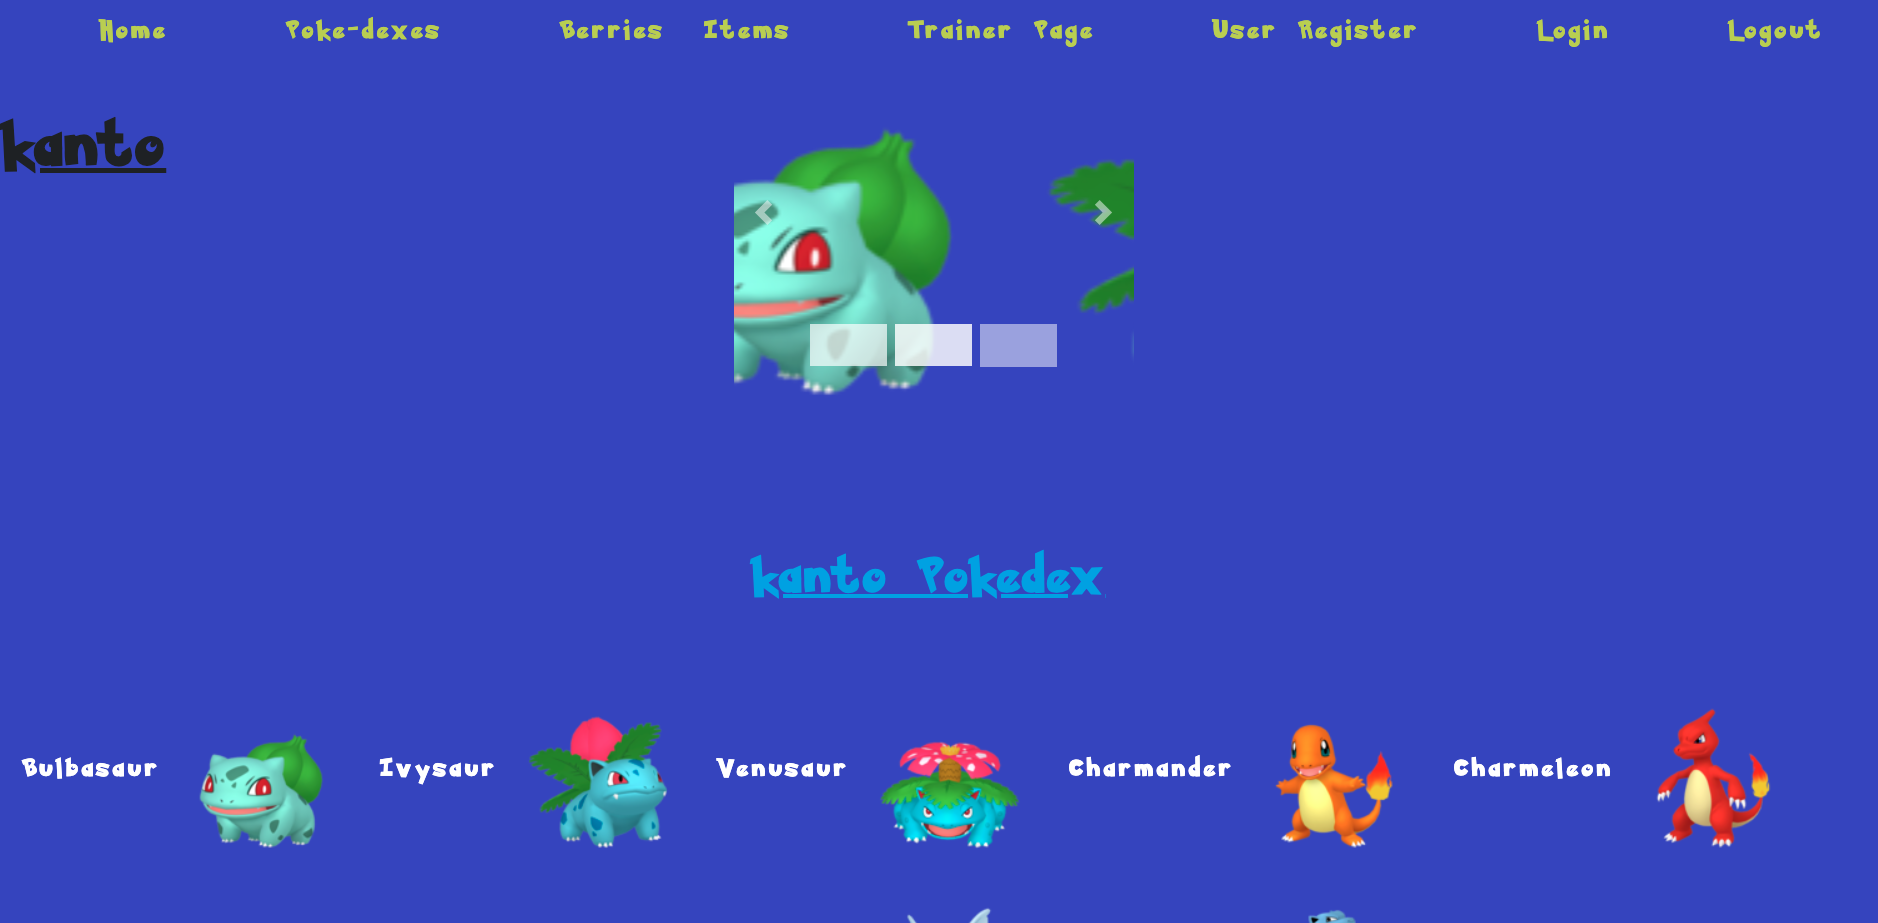 Home Poke-dexes Berries Items Trainer Page User Register Login Logout
kanto
kanto Pokedex
Bulbasaur Ivysaur Venusaur Charmander Charmeleon